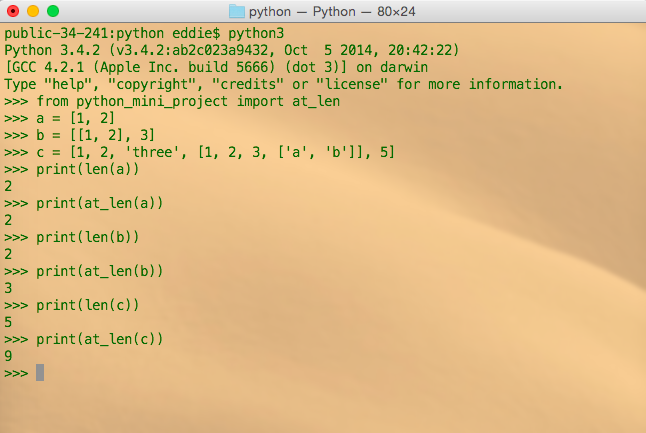 python — Python — 80×24
public-34-241:python eddie$ python3
Python 3.4.2 (v3.4.2:ab2c023a9432, Oct  5 2014, 20:42:22)
[GCC 4.2.1 (Apple Inc. build 5666) (dot 3)] on darwin
Type "help", "copyright", "credits" or "license" for more information.
>>> from python_mini_project import at_len
>>> a = [1, 2]
>>> b = [[1, 2], 3]
>>> c = [1, 2, 'three', [1, 2, 3, ['a', 'b']], 5]
>>> print(len(a))
2
>>> print(at_len(a))
2
>>> print(len(b))
2
>>> print(at_len(b))
3
>>> print(len(c))
5
>>> print(at_len(c))
9
>>>